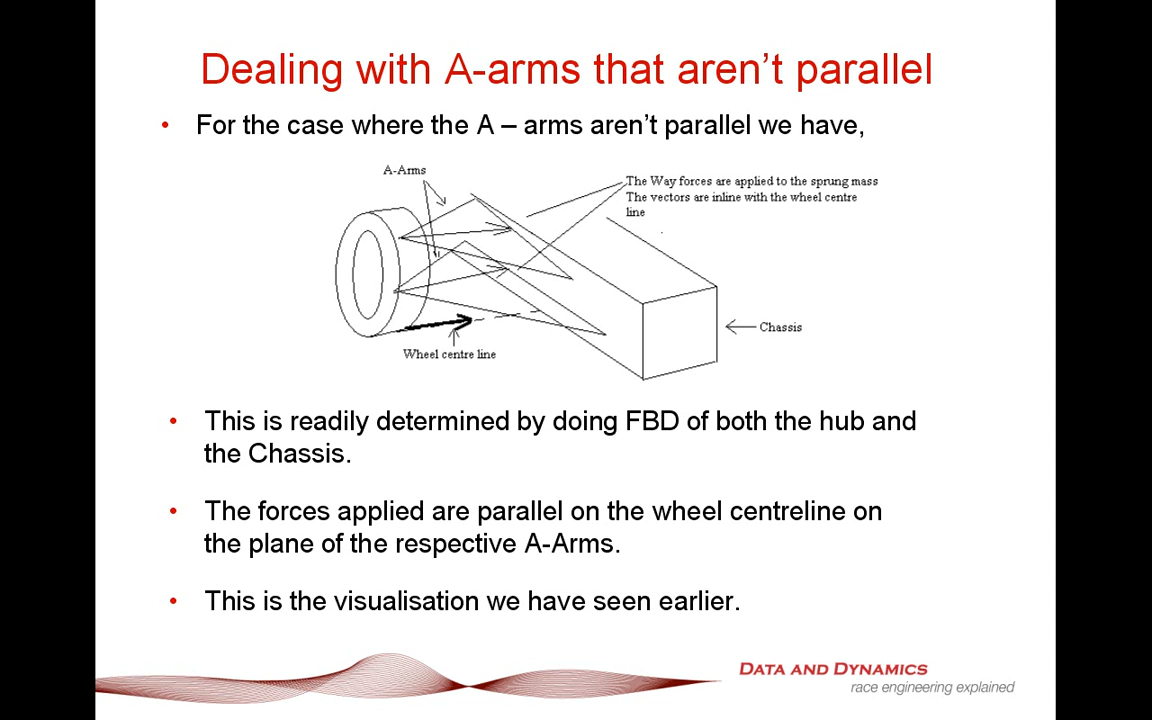 Dealing with A-arms that aren't parallel
• For the case where the A – arms aren't parallel we have,
A-Arms
The Way forces are applied to the sprung mass
The vectors are inline with the wheel centre
line
Chassis
Wheel centre line
• This is readily determined by doing FBD of both the hub and
the Chassis.
• The forces applied are parallel on the wheel centreline on
the plane of the respective A-Arms.
• This is the visualisation we have seen earlier.
DATA AND DYNAMICS
race engineering explained